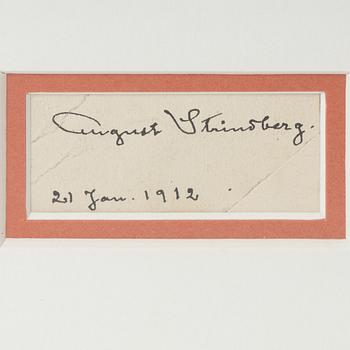 August Strindberg.
21 Jan. 1912